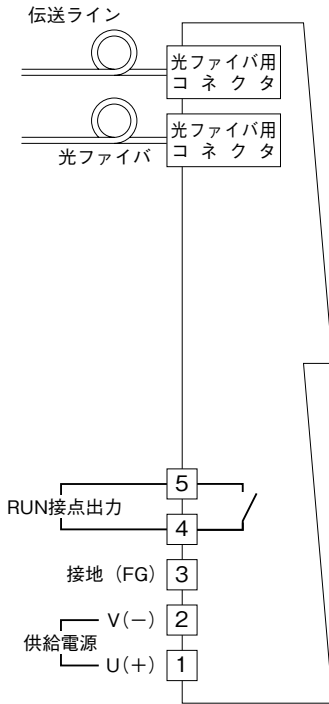 伝送ライン
光ファイバ用
コネクタ
光ファイバ用
コネクタ
光ファイバ
5
RUN接点出力
4
接地（FG） 3
V（－） 2
供給電源
U（＋） 1